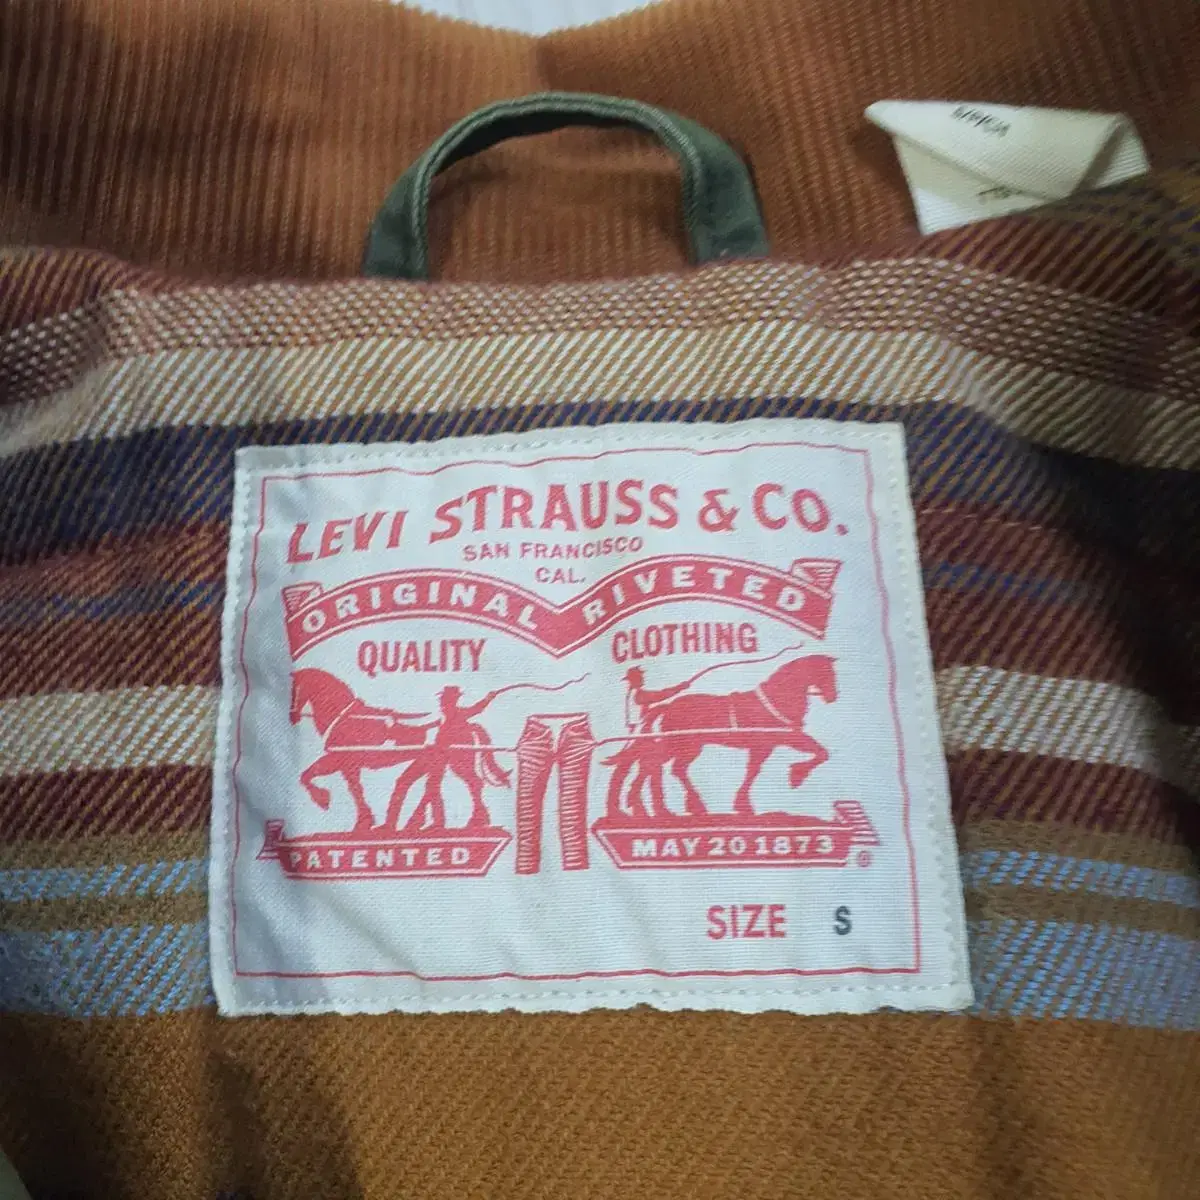 LEVI STRAUSS & CO.
SAN FRANCISCO
CAL.
ORIGINAL RIVETED
QUALITY CLOTHING
PATENTED MAY 20 1873
®
SIZE S